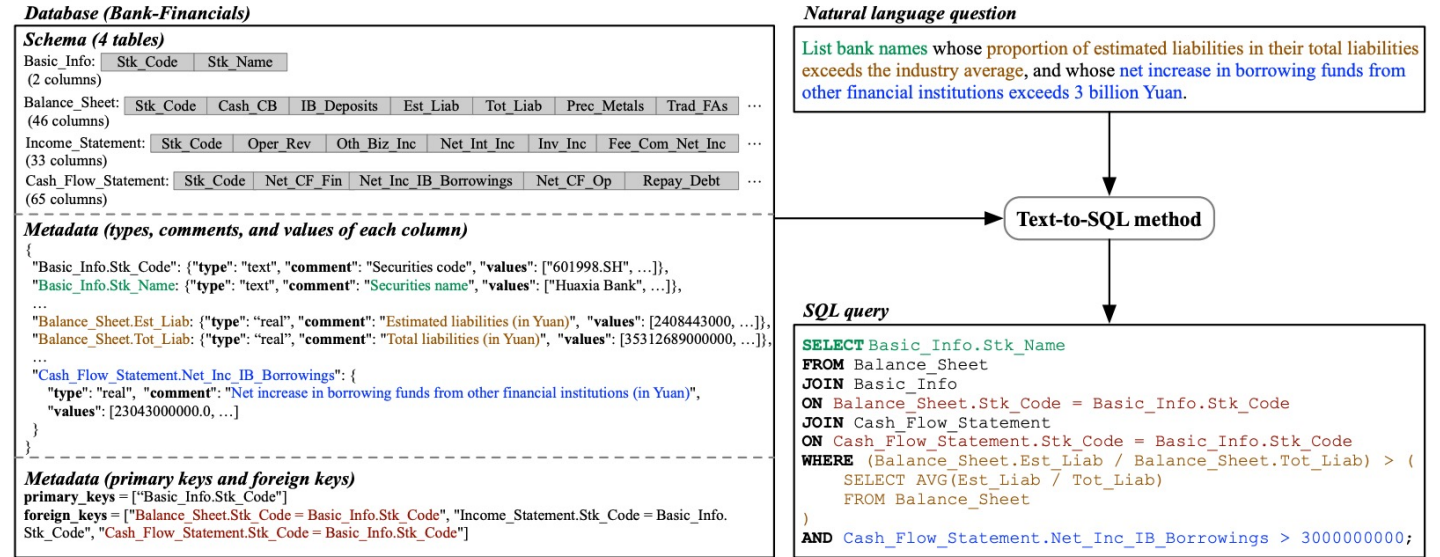 Database (Bank-Financials)
Schema (4 tables)
Basic_Info: Stk_Code Stk_Name
(2 columns)
Balance_Sheet: Stk_Code Cash_CB IB_Deposits Est_Liab Tot_Liab Prec_Metals Trad_FAs ...
(46 columns)
Income_Statement: Stk_Code Oper_Rev Oth_Biz_Inc Net_Int_Inc Inv_Inc Fee_Com_Net_Inc ...
(33 columns)
Cash_Flow_Statement: Stk_Code Net_CF_Fin Net_Inc_IB_Borrowings Net_CF_Op Repay_Debt ...
(65 columns)
Metadata (types, comments, and values of each column)
{
"Basic_Info.Stk_Code": {"type": "text", "comment": "Securities code", "values": ["601998.SH", …]},
"Basic_Info.Stk_Name: {"type": "text", "comment": "Securities name", "values": ["Huaxia Bank", …]},
…
"Balance_Sheet.Est_Liab: {"type": “real”, "comment": "Estimated liabilities (in Yuan)", "values": [2408443000, …]},
"Balance_Sheet.Tot_Liab: {"type": “real”, "comment": "Total liabilities (in Yuan)", "values": [35312689000000, …]},
…
"Cash_Flow_Statement.Net_Inc_IB_Borrowings": {
"type": "real", "comment": "Net increase in borrowing funds from other financial institutions (in Yuan)",
"values": [23043000000.0, …]
}
}
Metadata (primary keys and foreign keys)
primary_keys = [“Basic_Info.Stk_Code"]
foreign_keys = ["Balance_Sheet.Stk_Code = Basic_Info.Stk_Code", "Income_Statement.Stk_Code = Basic_Info.
Stk_Code", "Cash_Flow_Statement.Stk_Code = Basic_Info.Stk_Code"]
Natural language question
List bank names whose proportion of estimated liabilities in their total liabilities
exceeds the industry average, and whose net increase in borrowing funds from
other financial institutions exceeds 3 billion Yuan.
Text-to-SQL method
SQL query
SELECT Basic_Info.Stk_Name
FROM Balance_Sheet
JOIN Basic_Info
ON Balance_Sheet.Stk_Code = Basic_Info.Stk_Code
JOIN Cash_Flow_Statement
ON Cash_Flow_Statement.Stk_Code = Basic_Info.Stk_Code
WHERE (Balance_Sheet.Est_Liab / Balance_Sheet.Tot_Liab) > (
SELECT AVG(Est_Liab / Tot_Liab)
FROM Balance_Sheet
)
AND Cash_Flow_Statement.Net_Inc_IB_Borrowings > 3000000000;